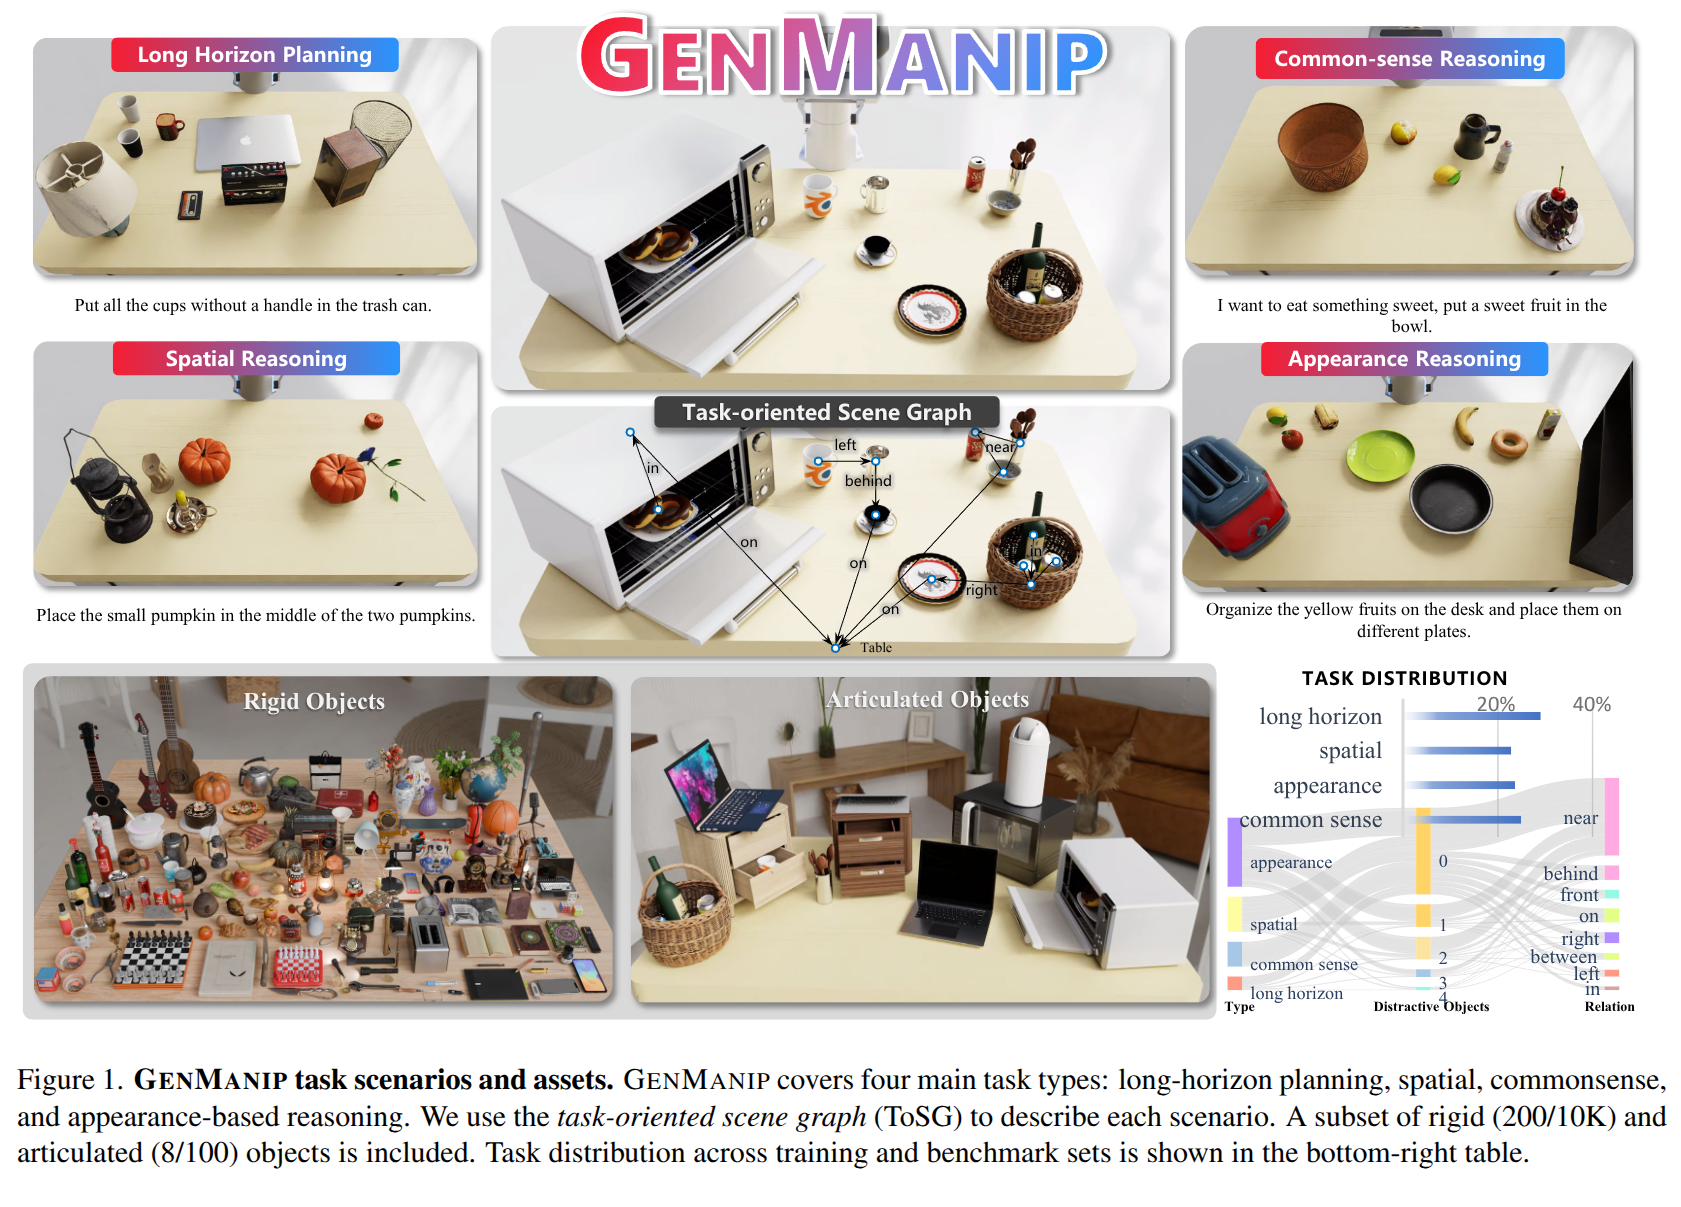 GENMANIP
Long Horizon Planning
Put all the cups without a handle in the trash can.
Common-sense Reasoning
I want to eat something sweet, put a sweet fruit in the
bowl.
Spatial Reasoning
Place the small pumpkin in the middle of the two pumpkins.
Task-oriented Scene Graph
in
left
behind
near
on
on
in
right
on
Table
Appearance Reasoning
Organize the yellow fruits on the desk and place them on
different plates.
Rigid Objects
Articulated Objects
TASK DISTRIBUTION
20%
40%
long horizon
spatial
appearance
common sense
appearance
spatial
common sense
long horizon
Type
0
1
2
3
4
Distractive Objects
near
behind
front
on
right
between
left
in
Relation
Figure 1. GENMANIP task scenarios and assets. GENMANIP covers four main task types: long-horizon planning, spatial, commonsense,
and appearance-based reasoning. We use the task-oriented scene graph (ToSG) to describe each scenario. A subset of rigid (200/10K) and
articulated (8/100) objects is included. Task distribution across training and benchmark sets is shown in the bottom-right table.